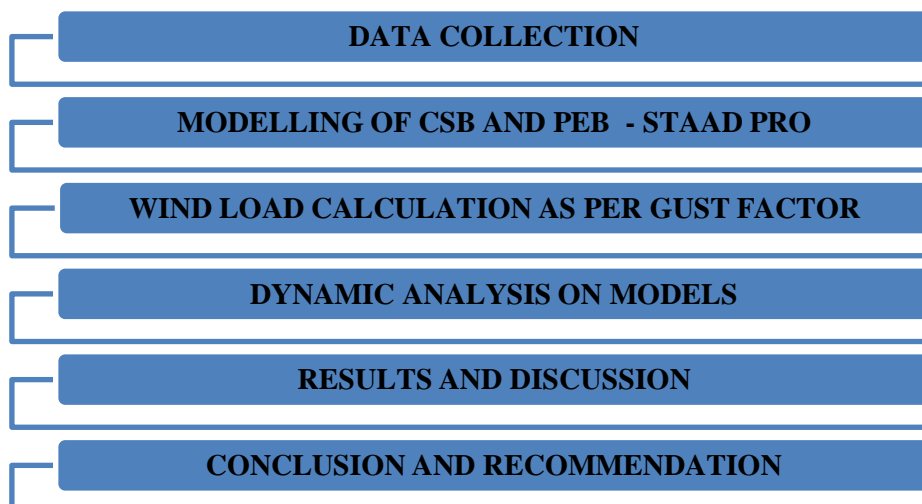 DATA COLLECTION
MODELLING OF CSB AND PEB - STAAD PRO
WIND LOAD CALCULATION AS PER GUST FACTOR
DYNAMIC ANALYSIS ON MODELS
RESULTS AND DISCUSSION
CONCLUSION AND RECOMMENDATION